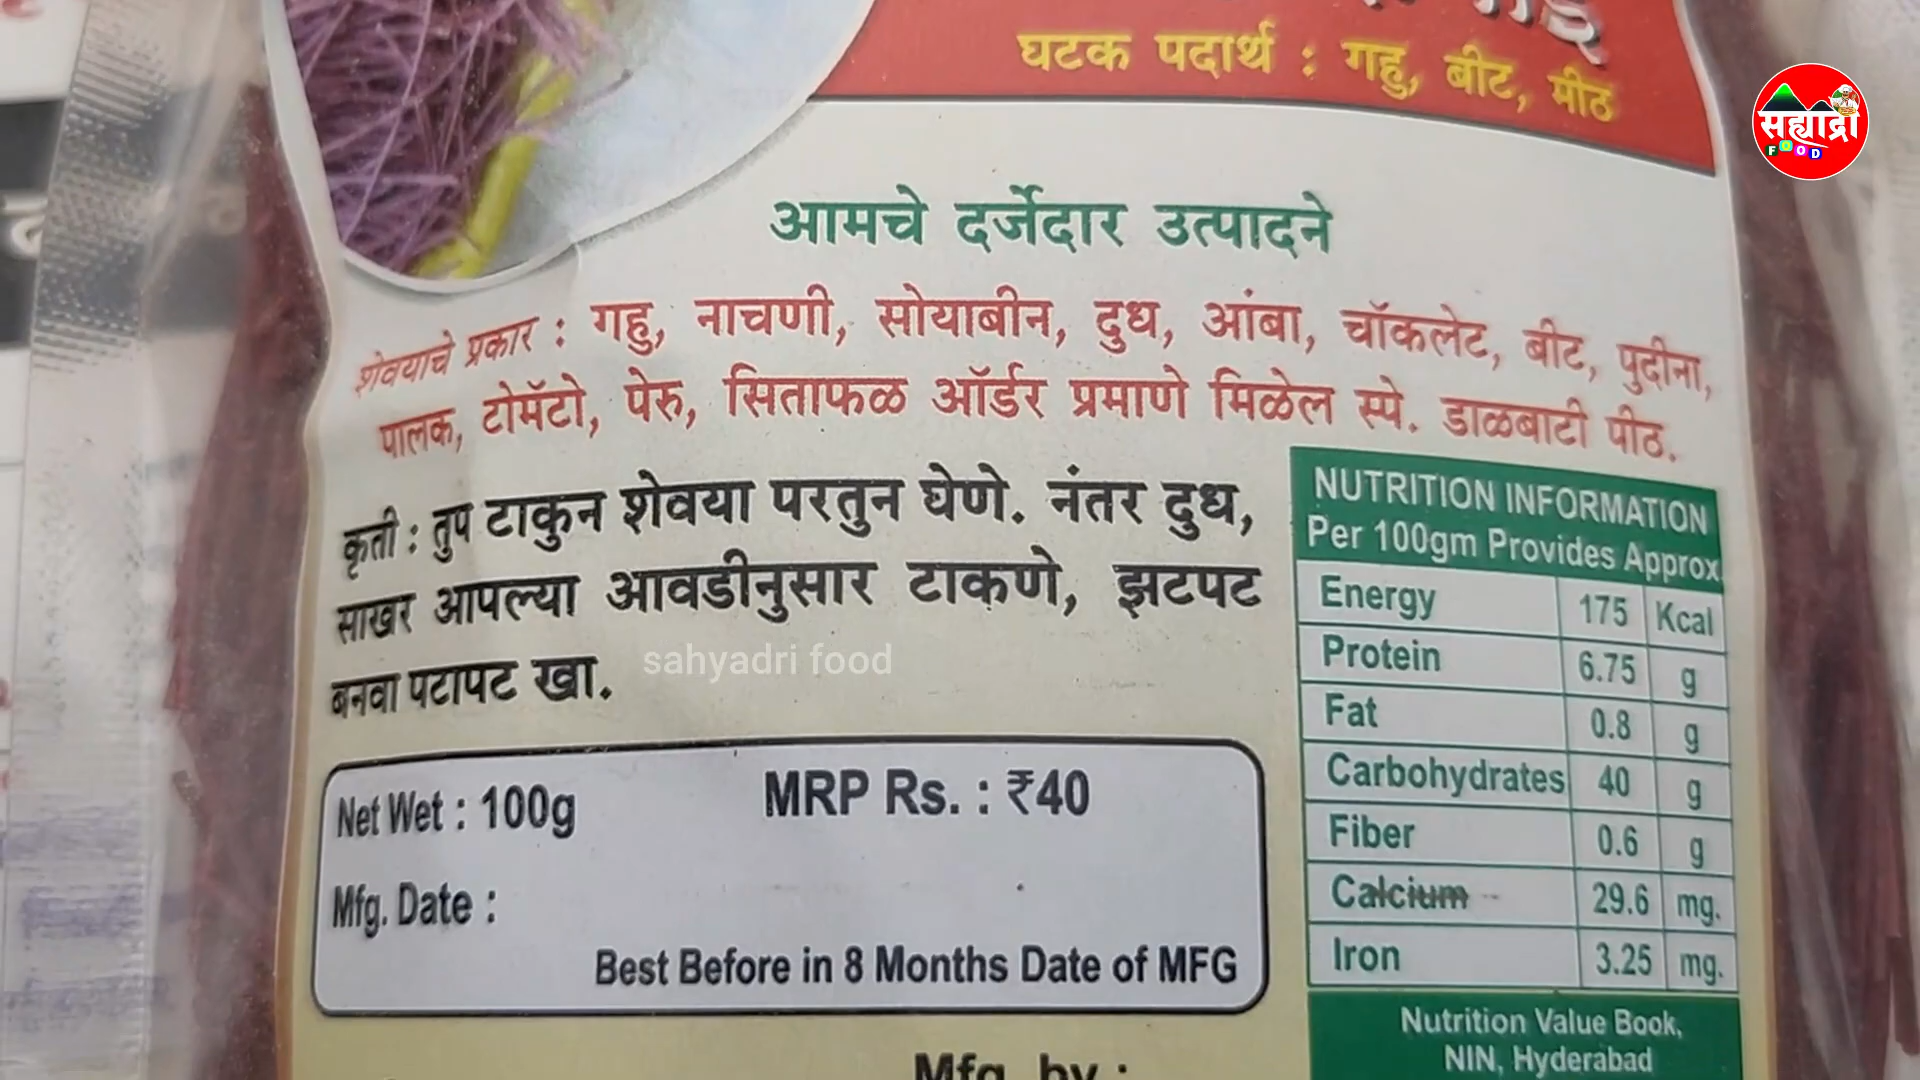 घटक पदार्थ : गहु, बीट, मीठ
सह्याद्री
FOOD
आमचे दर्जेदार उत्पादने
शेवयाचे प्रकार : गहु, नाचणी, सोयाबीन, दुध, आंबा, चॉकलेट, बीट, पुदीना,
पालक, टोमॅटो, पेरु, सिताफळ ऑर्डर प्रमाणे मिळेल स्पे. डाळबाटी पीठ.
कृती : तुप टाकुन शेवया परतुन घेणे. नंतर दुध,
साखर आपल्या आवडीनुसार टाकणे, झटपट
बनवा पटापट खा.
sahyadri food
Net Wet : 100g MRP Rs. : ₹40
Mfg. Date :
Best Before in 8 Months Date of MFG
Mfg. by :
NUTRITION INFORMATION
Per 100gm Provides Approx
Energy 175 Kcal
Protein 6.75 g
Fat 0.8 g
Carbohydrates 40 g
Fiber 0.6 g
Calcium 29.6 mg.
Iron 3.25 mg.
Nutrition Value Book,
NIN, Hyderabad